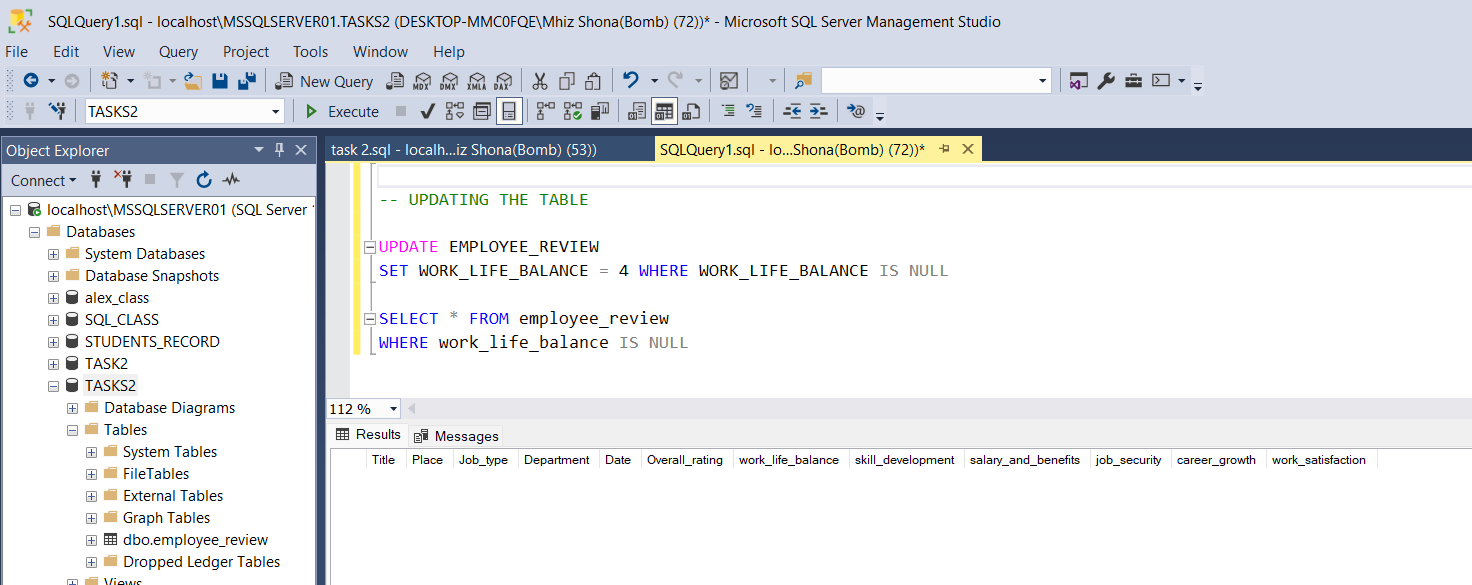 SQLQuery1.sql - localhost\MSSQLSERVER01.TASKS2 (DESKTOP-MMC0FQE\Mhiz Shona(Bomb) (72))* - Microsoft SQL Server Management Studio
File Edit View Query Project Tools Window Help
New Query MDX DMX XMLA DAX
TASKS2 Execute
Object Explorer
task 2.sql - localh...iz Shona(Bomb) (53)) SQLQuery1.sql - lo...Shona(Bomb) (72))*
Connect
localhost\MSSQLSERVER01 (SQL Server
Databases
System Databases
Database Snapshots
alex_class
SQL_CLASS
STUDENTS_RECORD
TASK2
TASKS2
Database Diagrams
Tables
System Tables
FileTables
External Tables
Graph Tables
dbo.employee_review
Dropped Ledger Tables
Views
-- UPDATING THE TABLE
UPDATE EMPLOYEE_REVIEW
SET WORK_LIFE_BALANCE = 4 WHERE WORK_LIFE_BALANCE IS NULL
SELECT * FROM employee_review
WHERE work_life_balance IS NULL
112 %
Results Messages
Title Place Job_type Department Date Overall_rating work_life_balance skill_development salary_and_benefits job_security career_growth work_satisfaction